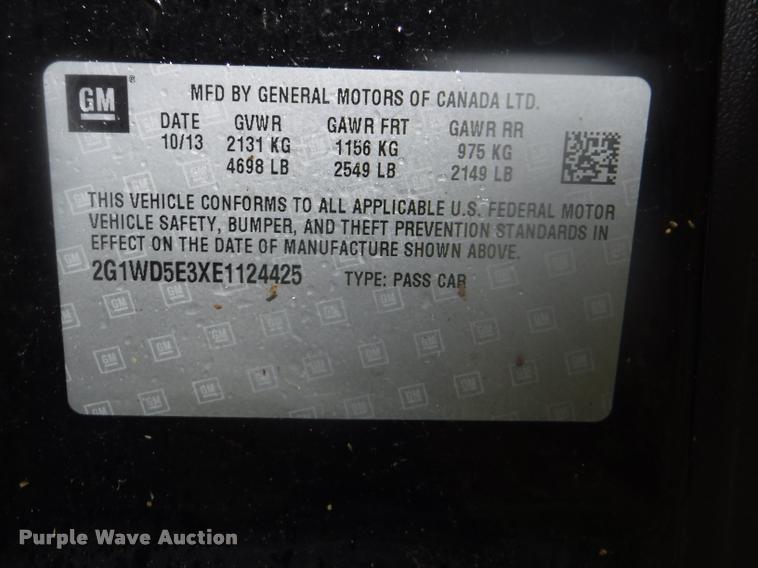 GM ® MFD BY GENERAL MOTORS OF CANADA LTD.
DATE GVWR GAWR FRT GAWR RR
10/13 2131 KG 1156 KG 975 KG
4698 LB 2549 LB 2149 LB
THIS VEHICLE CONFORMS TO ALL APPLICABLE U.S. FEDERAL MOTOR
VEHICLE SAFETY, BUMPER, AND THEFT PREVENTION STANDARDS IN
EFFECT ON THE DATE OF MANUFACTURE SHOWN ABOVE.
2G1WD5E3XE1124425 TYPE: PASS CAR
Purple Wave Auction